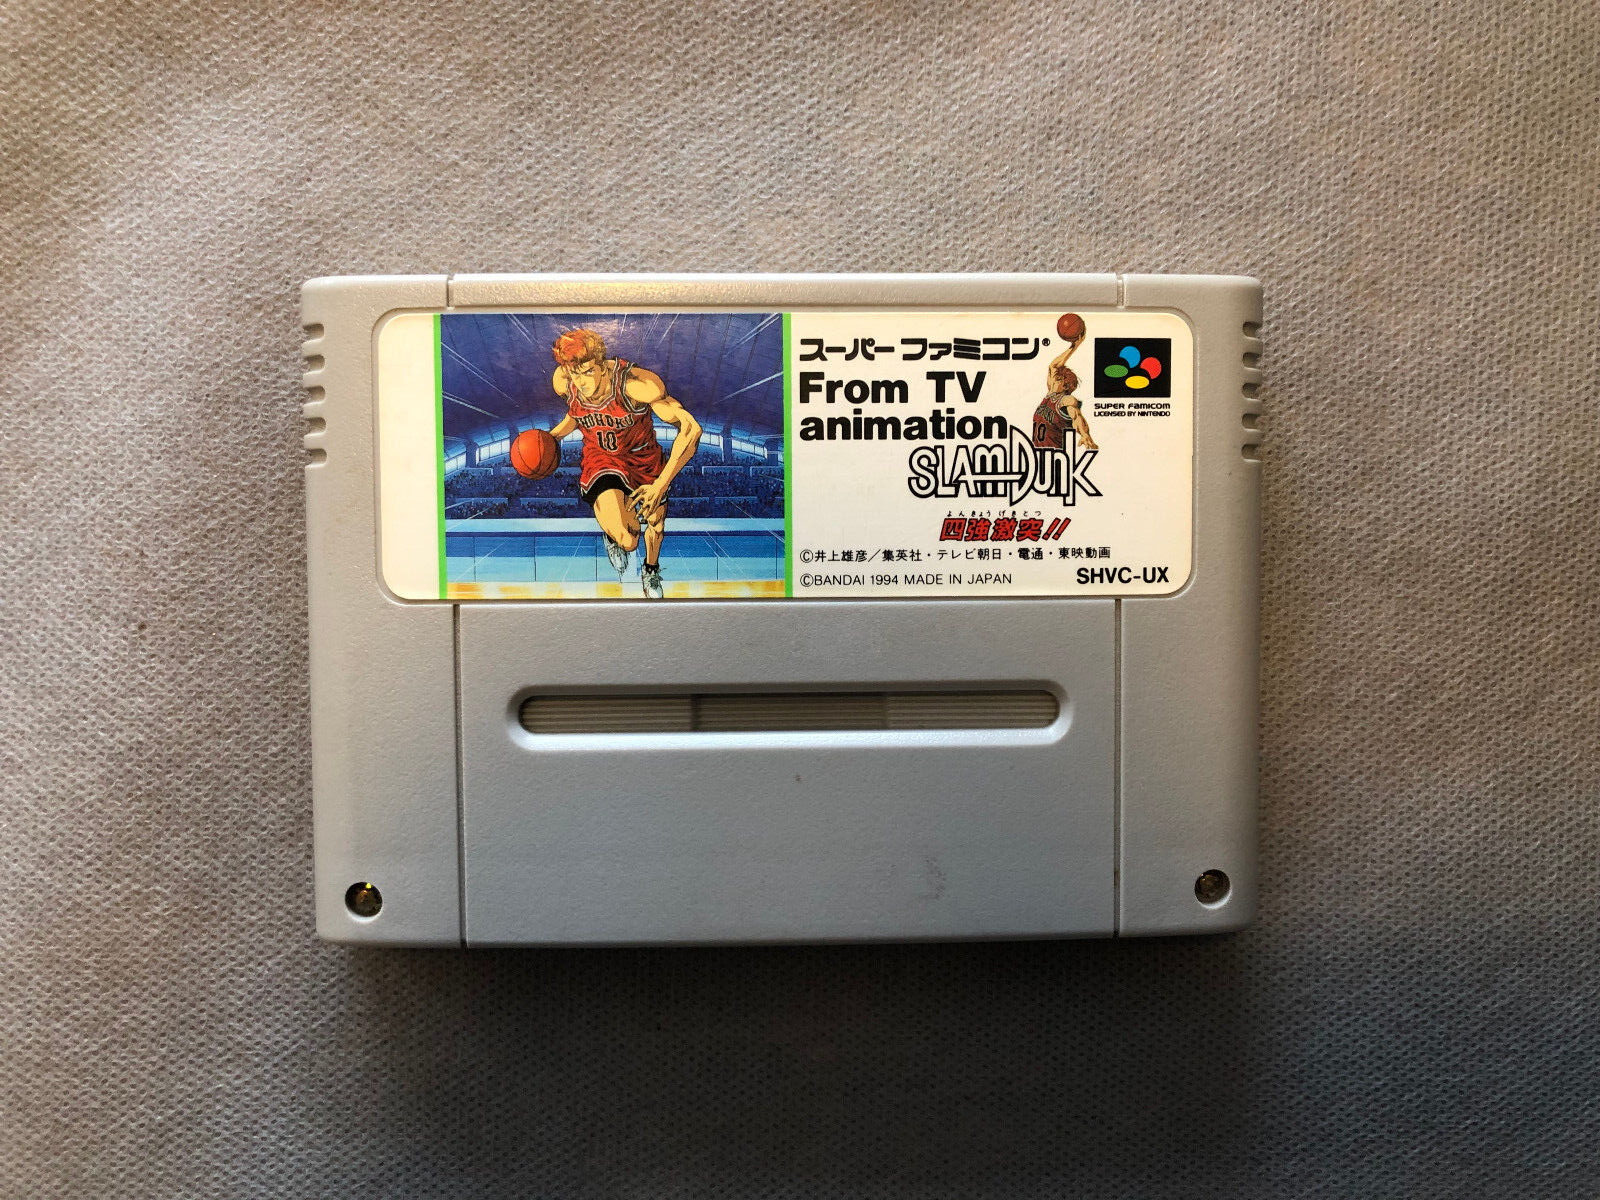 スーパーファミコン®
From TV
animation
SLAM DUNK
よんきょうげきとつ
四強激突!!
©井上雄彦／集英社・テレビ朝日・電通・東映動画
©BANDAI 1994 MADE IN JAPAN
SHVC-UX
SUPER FAMICOM
LICENSED BY NINTENDO
SHOHOKU
10
10